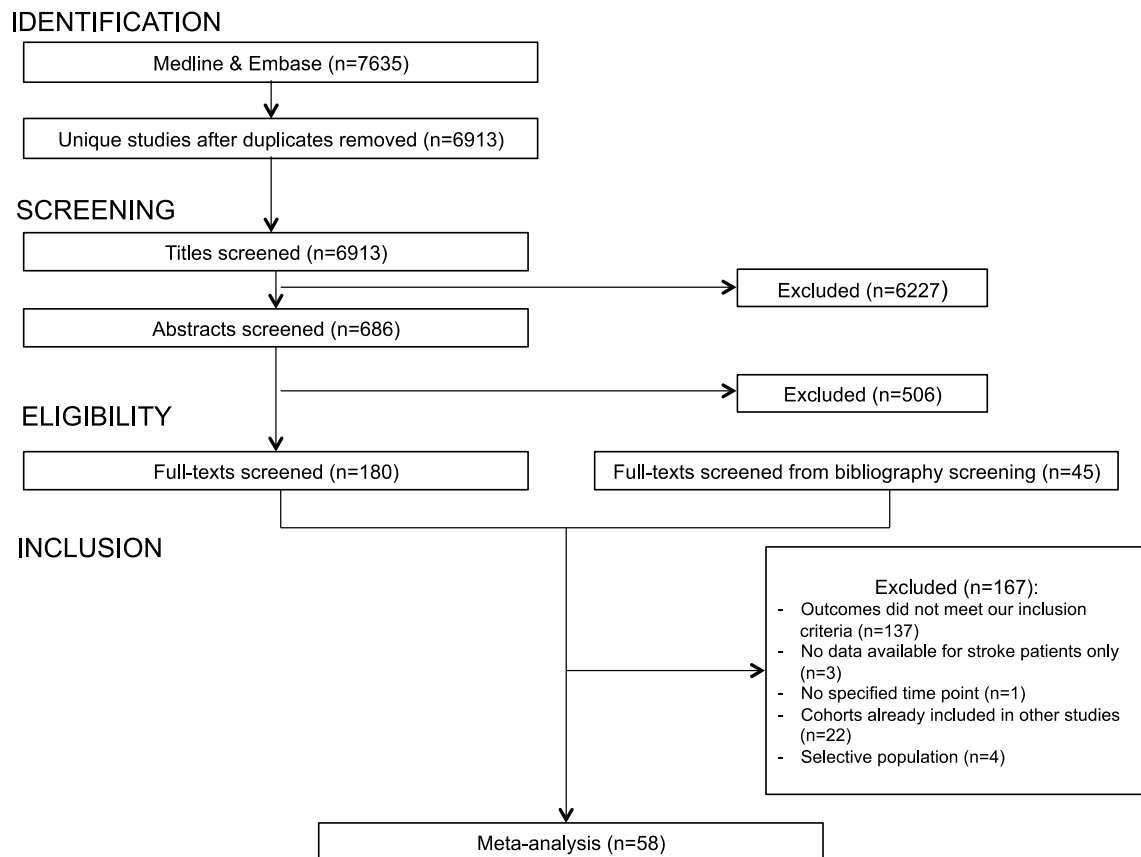 IDENTIFICATION
Medline & Embase (n=7635)
Unique studies after duplicates removed (n=6913)
SCREENING
Titles screened (n=6913)
Excluded (n=6227)
Abstracts screened (n=686)
Excluded (n=506)
ELIGIBILITY
Full-texts screened (n=180)
Full-texts screened from bibliography screening (n=45)
INCLUSION
Excluded (n=167):
- Outcomes did not meet our inclusion
criteria (n=137)
- No data available for stroke patients only
(n=3)
- No specified time point (n=1)
- Cohorts already included in other studies
(n=22)
- Selective population (n=4)
Meta-analysis (n=58)